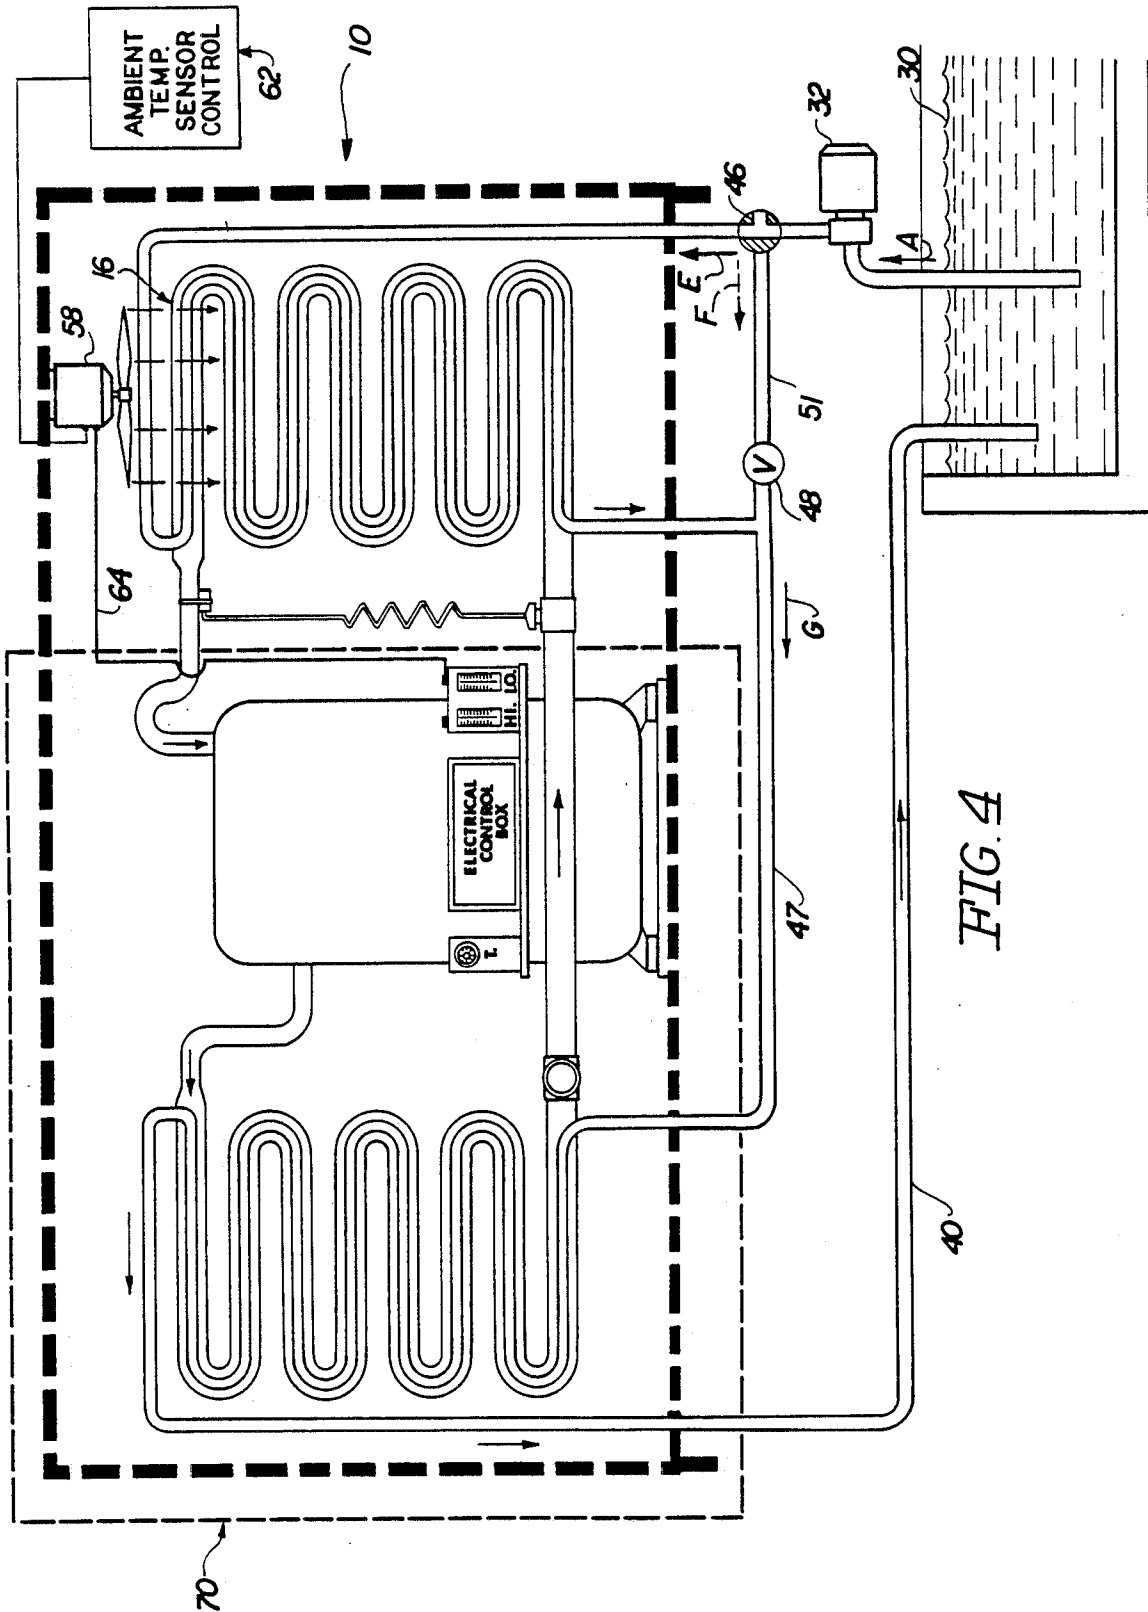 AMBIENT
TEMP.
SENSOR
CONTROL
62
10
58
16
64
HI. LO.
ELECTRICAL
CONTROL
BOX
T.
46
E
F
32
30
A
51
V
48
G
47
40
70
FIG. 4